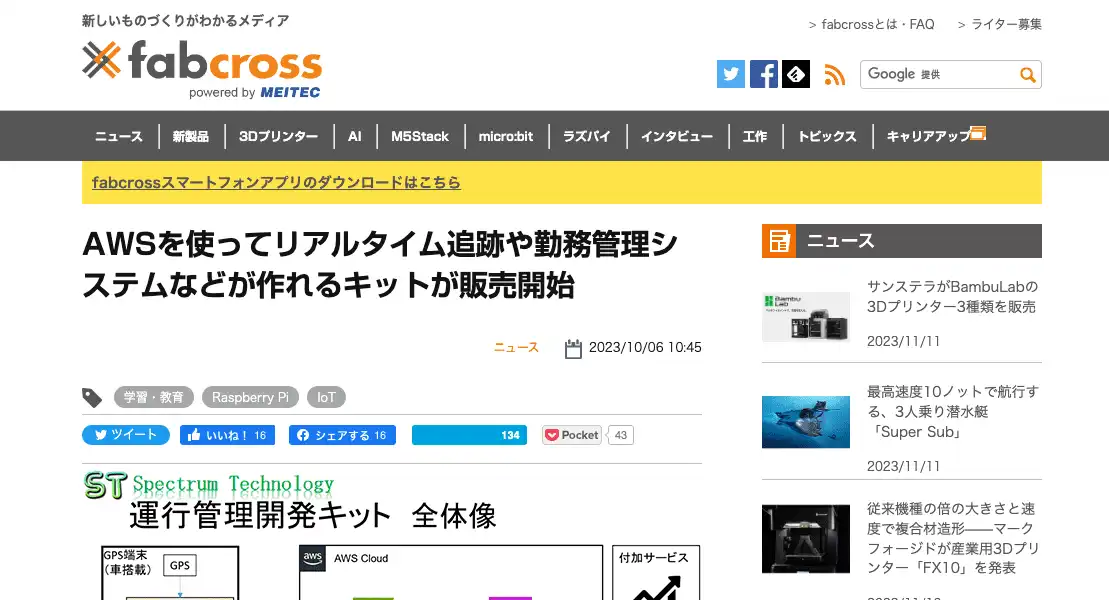 新しいものづくりがわかるメディア
> fabcrossとは・FAQ
> ライター募集
fabcross
powered by MEITEC
Google 提供
ニュース
新製品
3Dプリンター
AI
M5Stack
micro:bit
ラズパイ
インタビュー
工作
トピックス
キャリアアップ
fabcrossスマートフォンアプリのダウンロードはこちら
AWSを使ってリアルタイム追跡や勤務管理シ
ステムなどが作れるキットが販売開始
ニュース
2023/10/06 10:45
学習・教育
Raspberry Pi
IoT
ツイート
いいね！ 16
シェアする 16
134
Pocket
43
ST Spectrum Technology
運行管理開発キット 全体像
GPS端末
（車搭載）
GPS
aws
AWS Cloud
付加サービス
ニュース
Bambu
Lab
サンステラがBambuLabの
3Dプリンター3種類を販売
2023/11/11
最高速度10ノットで航行す
る、3人乗り潜水艇
「Super Sub」
2023/11/11
従来機種の倍の大きさと速
度で複合材造形――マーク
フォージドが産業用3Dプリ
ンター「FX10」を発表